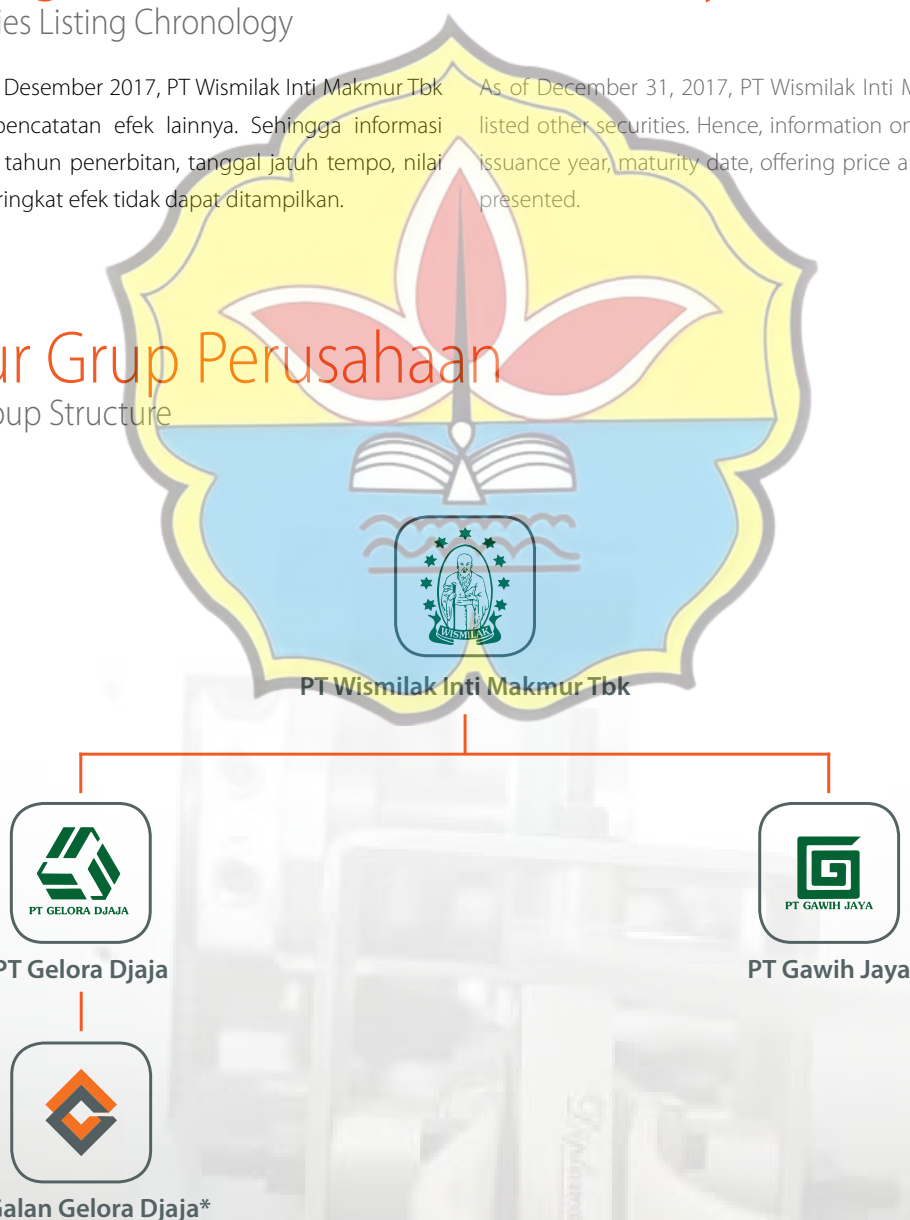 ies Listing Chronology
Desember 2017, PT Wismilak Inti Makmur Tbk
pencatatan efek lainnya. Sehingga informasi
tahun penerbitan, tanggal jatuh tempo, nilai
ringkat efek tidak dapat ditampilkan.
As of December 31, 2017, PT Wismilak Inti M
listed other securities. Hence, information on
issuance year, maturity date, offering price a
presented.
ur Grup Perusahaan
oup Structure
WISMILAK
PT Wismilak Inti Makmur Tbk
PT GELORA DJAJA
PT GAWIH JAYA
PT Gelora Djaja
PT Gawih Jaya
Galan Gelora Djaja*